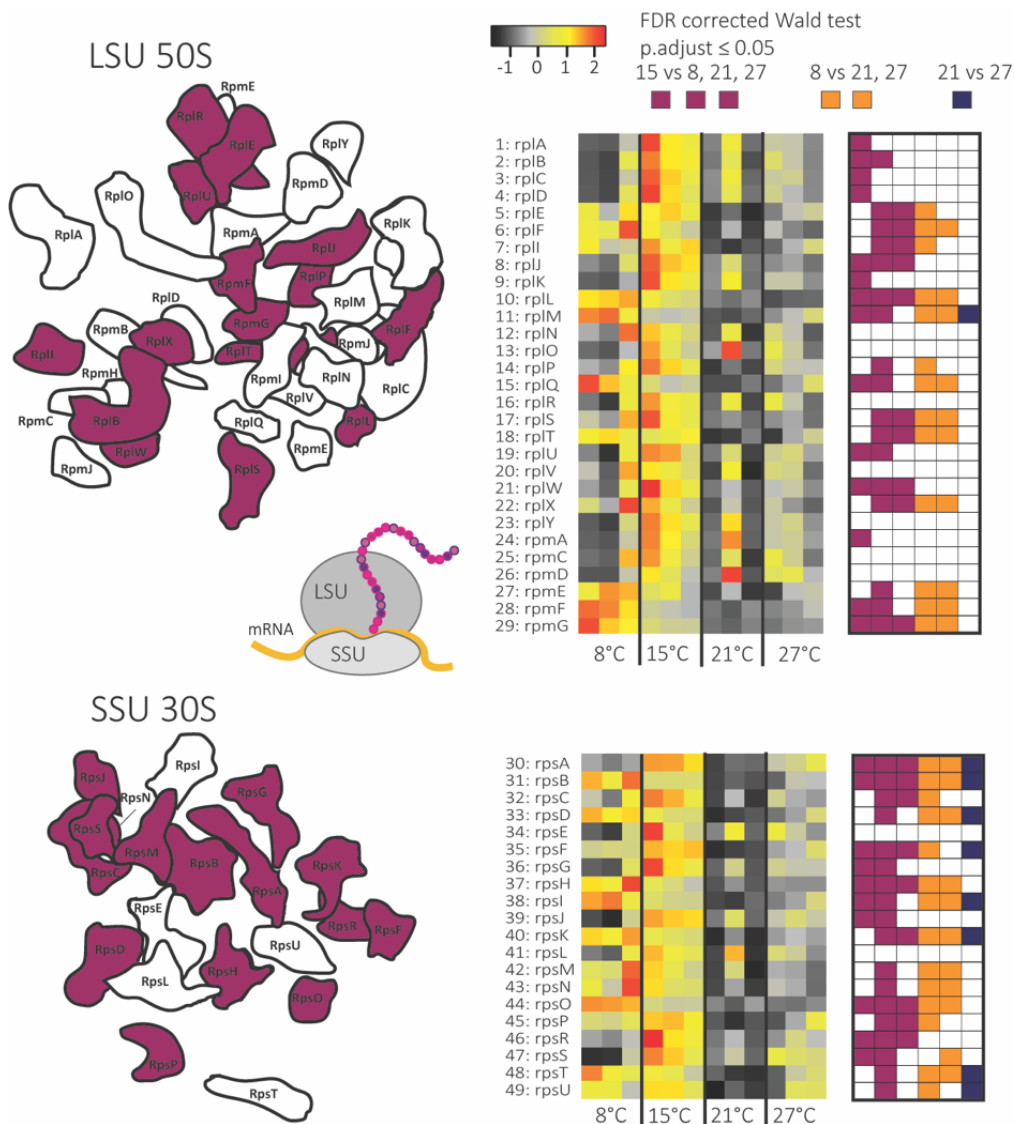 LSU 50S
RpmE
RplR
RplE
RplY
RplU
RpmD
RplO
RplA
RplK
RpmA
RplJ
RpmF
RplP
RplD
RplM
RpmB
RplX
RpmG
RplF
RplI
RplT
RpmJ
RpmH
RpmI
RplN
RplC
RplV
RpmC
RplB
RplQ
RplL
RplW
RpmE
RpmJ
RplS
LSU
mRNA
SSU
-1 0 1 2
FDR corrected Wald test
p.adjust ≤ 0.05
15 vs 8, 21, 27
8 vs 21, 27
21 vs 27
1: rplA
2: rplB
3: rplC
4: rplD
5: rplE
6: rplF
7: rplI
8: rplJ
9: rplK
10: rplL
11: rplM
12: rplN
13: rplO
14: rplP
15: rplQ
16: rplR
17: rplS
18: rplT
19: rplU
20: rplV
21: rplW
22: rplX
23: rplY
24: rpmA
25: rpmC
26: rpmD
27: rpmE
28: rpmF
29: rpmG
8°C 15°C 21°C 27°C
SSU 30S
RpsI
RpsJ
RpsN
RpsG
RpsS
RpsM
RpsB
RpsC
RpsK
RpsA
RpsE
RpsR
RpsF
RpsD
RpsU
RpsH
RpsL
RpsO
RpsP
RpsT
30: rpsA
31: rpsB
32: rpsC
33: rpsD
34: rpsE
35: rpsF
36: rpsG
37: rpsH
38: rpsI
39: rpsJ
40: rpsK
41: rpsL
42: rpsM
43: rpsN
44: rpsO
45: rpsP
46: rpsR
47: rpsS
48: rpsT
49: rpsU
8°C 15°C 21°C 27°C